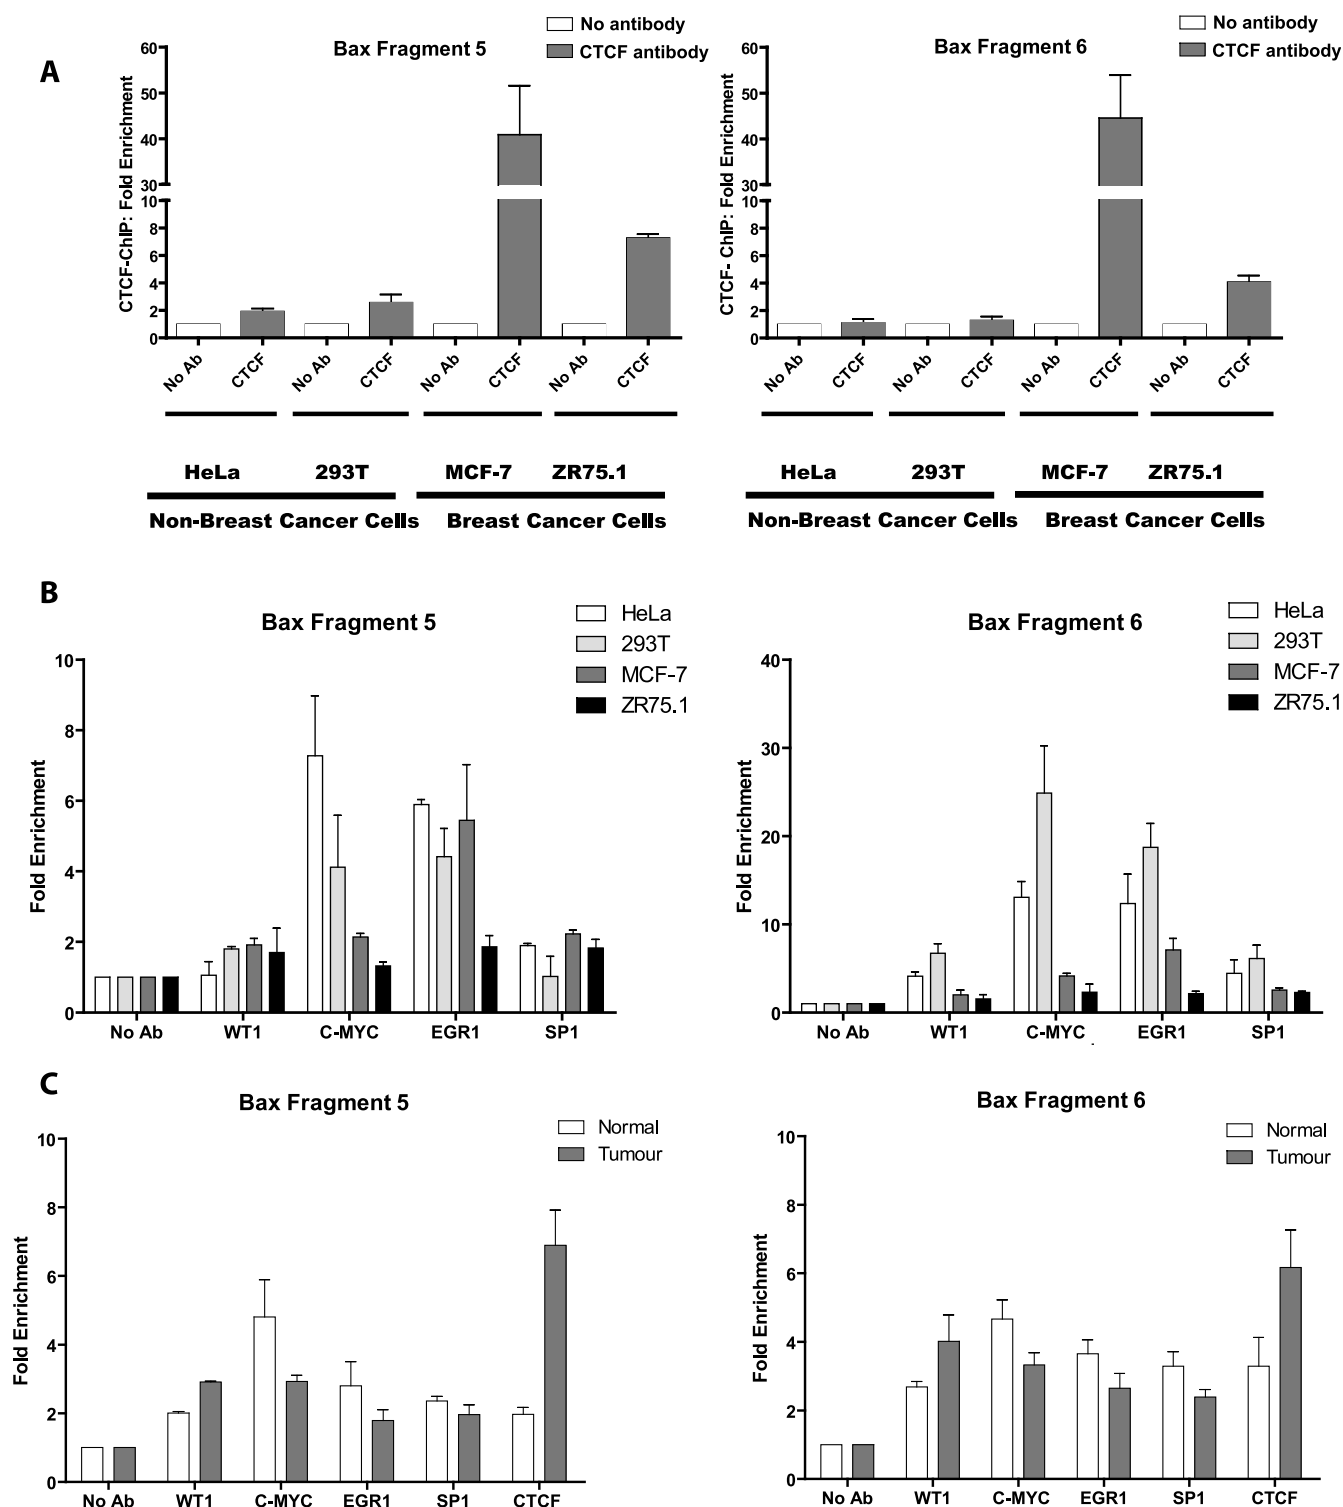 A
Bax Fragment 5
No antibody
CTCF antibody
CTCF-ChIP: Fold Enrichment
60
50
40
30
10
8
6
4
2
0
No Ab CTCF No Ab CTCF No Ab CTCF No Ab CTCF
HeLa 293T MCF-7 ZR75.1
Non-Breast Cancer Cells Breast Cancer Cells
Bax Fragment 6
No antibody
CTCF antibody
CTCF- ChIP: Fold Enrichment
60
50
40
30
10
8
6
4
2
0
No Ab CTCF No Ab CTCF No Ab CTCF No Ab CTCF
HeLa 293T MCF-7 ZR75.1
Non-Breast Cancer Cells Breast Cancer Cells
B
Bax Fragment 5
HeLa
293T
MCF-7
ZR75.1
Fold Enrichment
10
8
6
4
2
0
No Ab WT1 C-MYC EGR1 SP1
Bax Fragment 6
HeLa
293T
MCF-7
ZR75.1
Fold Enrichment
40
30
20
10
0
No Ab WT1 C-MYC EGR1 SP1
C
Bax Fragment 5
Normal
Tumour
Fold Enrichment
10
8
6
4
2
0
No Ab WT1 C-MYC EGR1 SP1 CTCF
Bax Fragment 6
Normal
Tumour
Fold Enrichment
10
8
6
4
2
0
No Ab WT1 C-MYC EGR1 SP1 CTCF